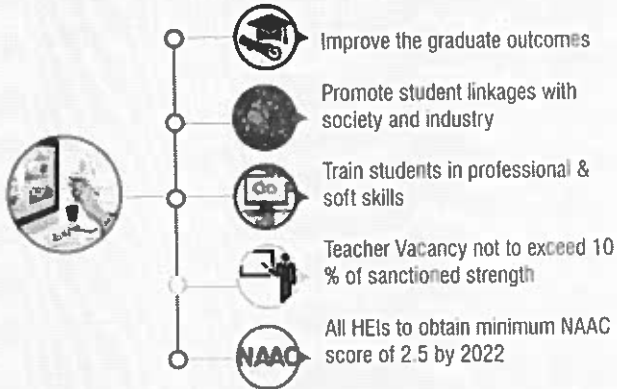 Improve the graduate outcomes
Promote student linkages with
society and industry
Train students in professional &
soft skills
Teacher Vacancy not to exceed 10
% of sanctioned strength
NAAC
All HEIs to obtain minimum NAAC
score of 2.5 by 2022